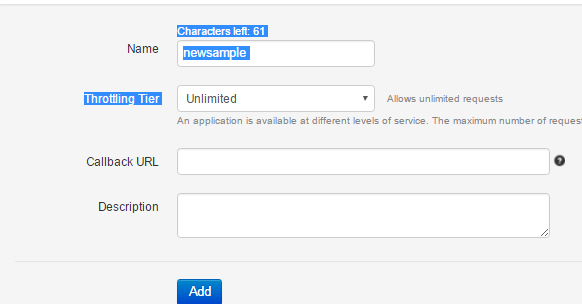 Characters left: 61
Name
newsample
Throttling Tier
Unlimited
Allows unlimited requests
An application is available at different levels of service. The maximum number of request
Callback URL
?
Description
Add